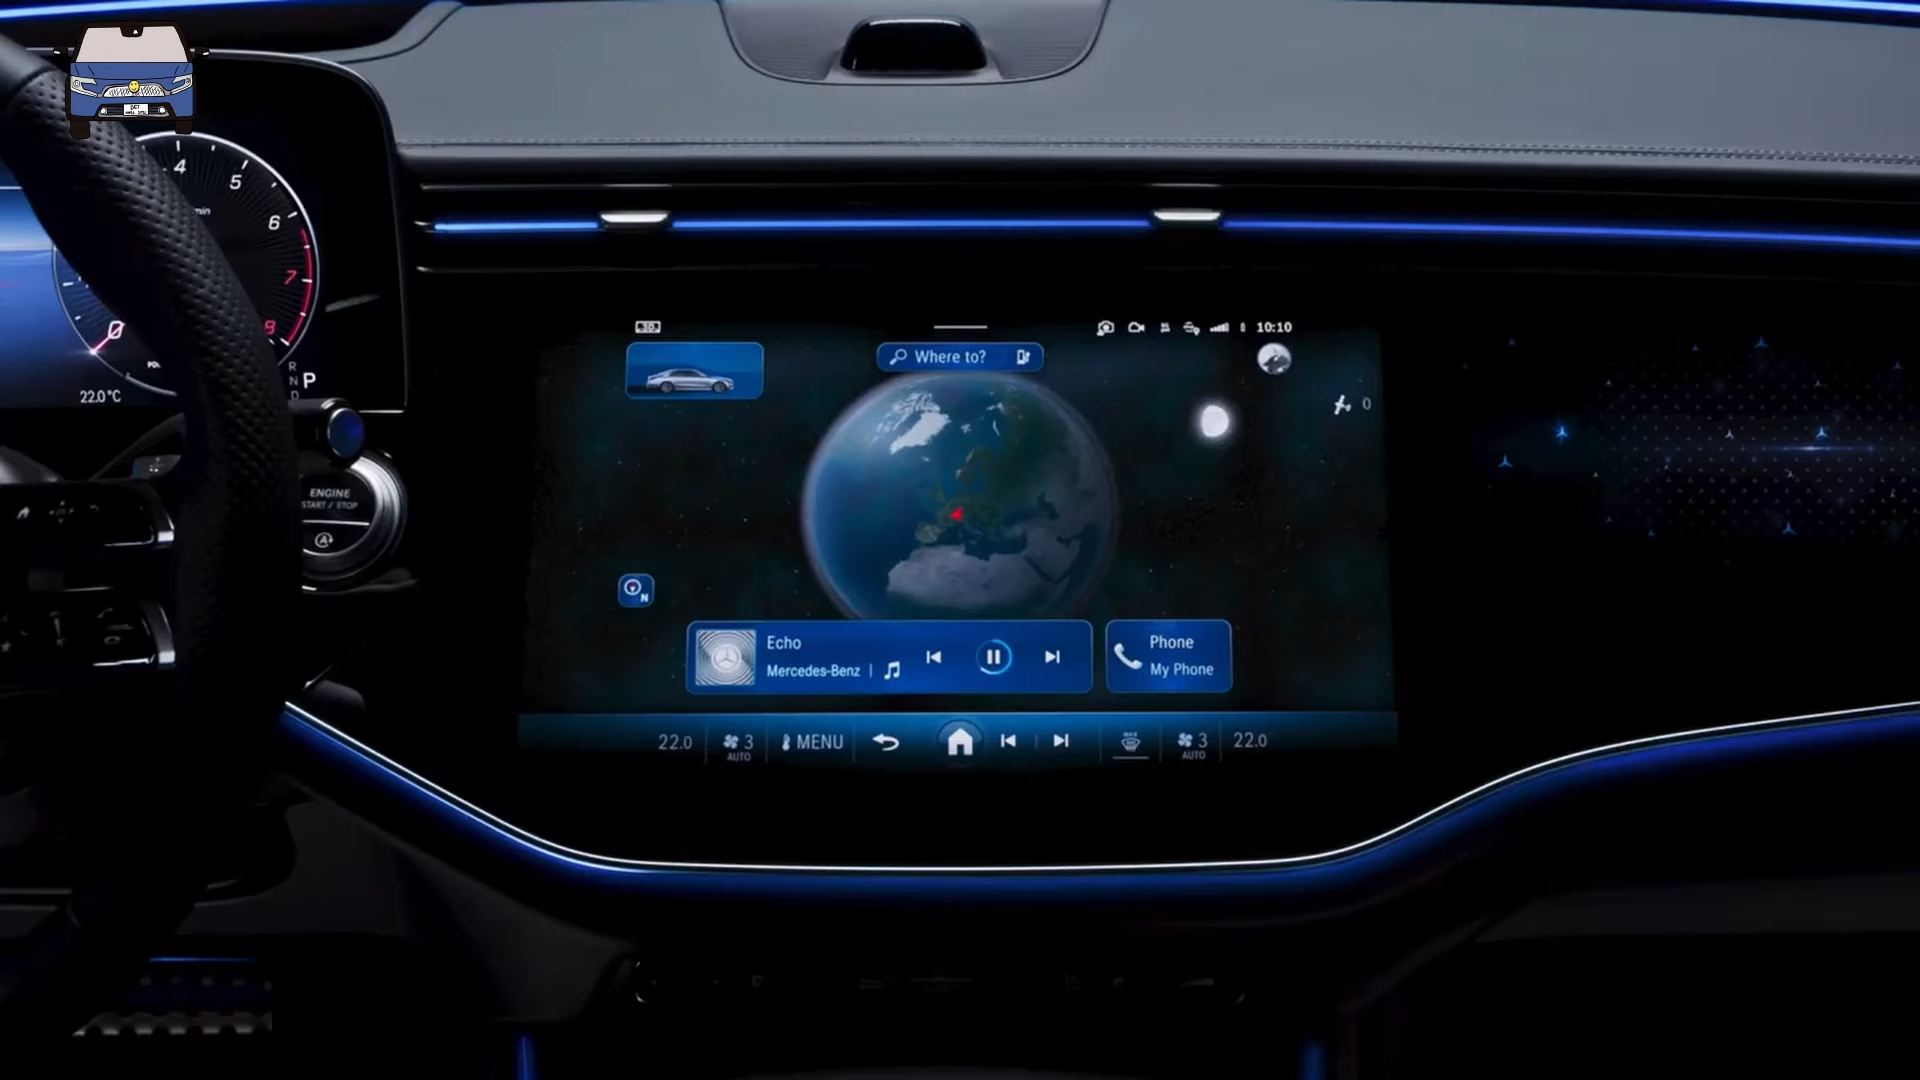 4
5
6
7
8
0
22.0°C
R
N P
D
ENGINE
START / STOP
A
10:10
Where to?
0
N
Echo
Mercedes-Benz
Phone
My Phone
22.0
3
AUTO
MENU
MAX
3
AUTO
22.0